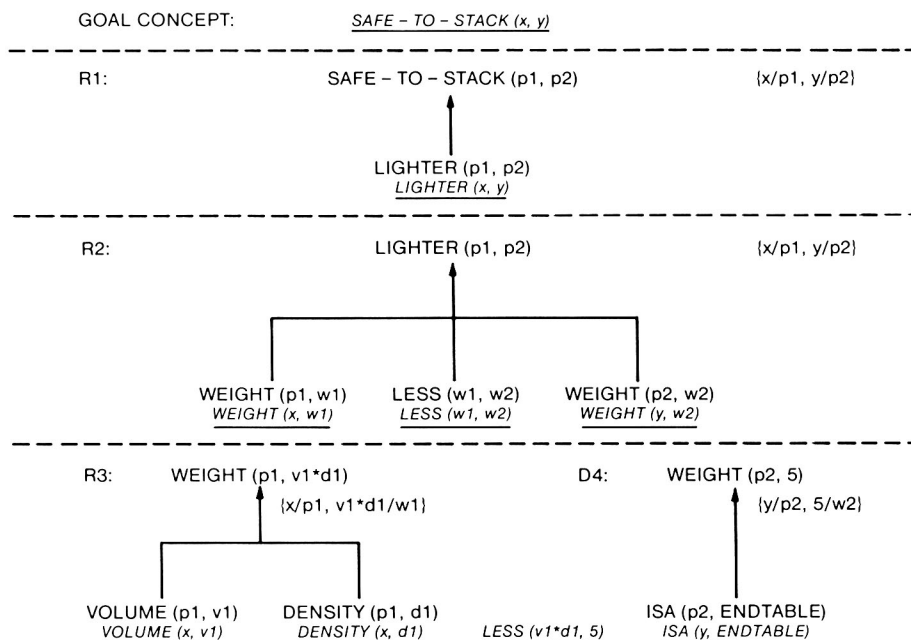 GOAL CONCEPT: SAFE – TO – STACK (x, y)
R1: SAFE – TO – STACK (p1, p2) {x/p1, y/p2}
LIGHTER (p1, p2)
LIGHTER (x, y)
R2: LIGHTER (p1, p2) {x/p1, y/p2}
WEIGHT (p1, w1) LESS (w1, w2) WEIGHT (p2, w2)
WEIGHT (x, w1) LESS (w1, w2) WEIGHT (y, w2)
R3: WEIGHT (p1, v1*d1) D4: WEIGHT (p2, 5)
{x/p1, v1*d1/w1} {y/p2, 5/w2}
VOLUME (p1, v1) DENSITY (p1, d1) ISA (p2, ENDTABLE)
VOLUME (x, v1) DENSITY (x, d1) LESS (v1*d1, 5) ISA (y, ENDTABLE)